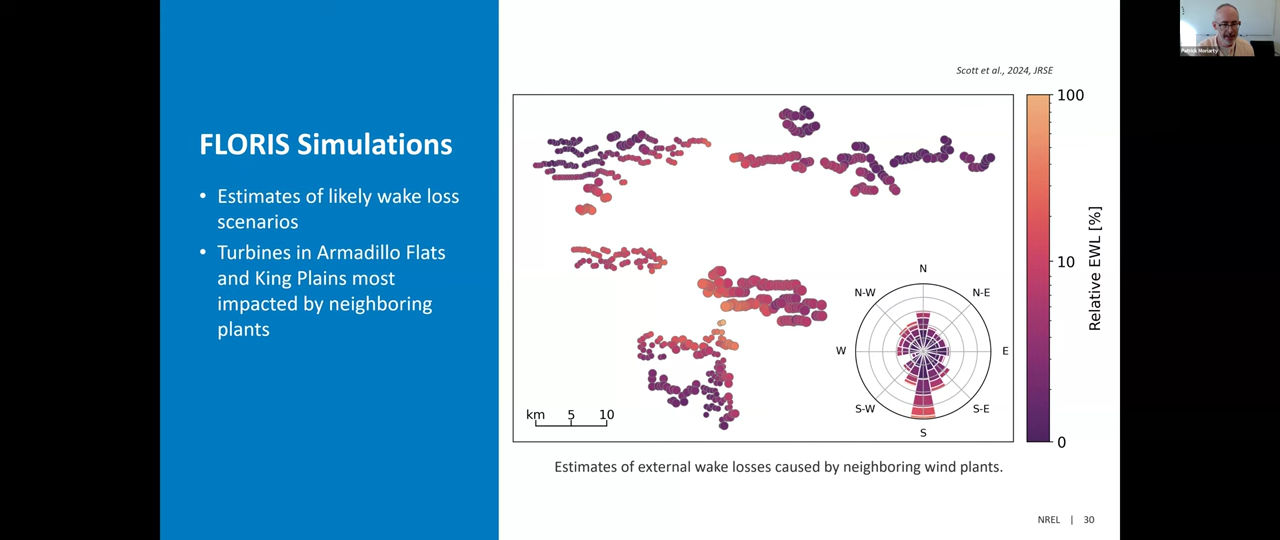 Patrick Moriarty
Scott et al., 2024, JRSE
FLORIS Simulations
• Estimates of likely wake loss
scenarios
• Turbines in Armadillo Flats
and King Plains most
impacted by neighboring
plants
100
10
0
Relative EWL [%]
N
N-W
N-E
W
E
S-W
S-E
S
km 5 10
Estimates of external wake losses caused by neighboring wind plants.
NREL | 30